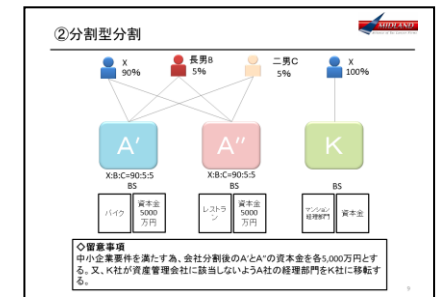 ②分割型分割
MIDLAND
X
90%
長男B
5%
二男C
5%
X
100%
A'
A''
K
X:B:C=90:5:5
X:B:C=90:5:5
BS
BS
BS
バイク
資本金
5000
万円
レストラ
ン
資本金
5000
万円
マンション
経理部門
資本金
◇留意事項
中小企業要件を満たす為、会社分割後のA'とA''の資本金を各5,000万円とす
る。又、K社が資産管理会社に該当しないようA社の経理部門をK社に移転す
る。
9